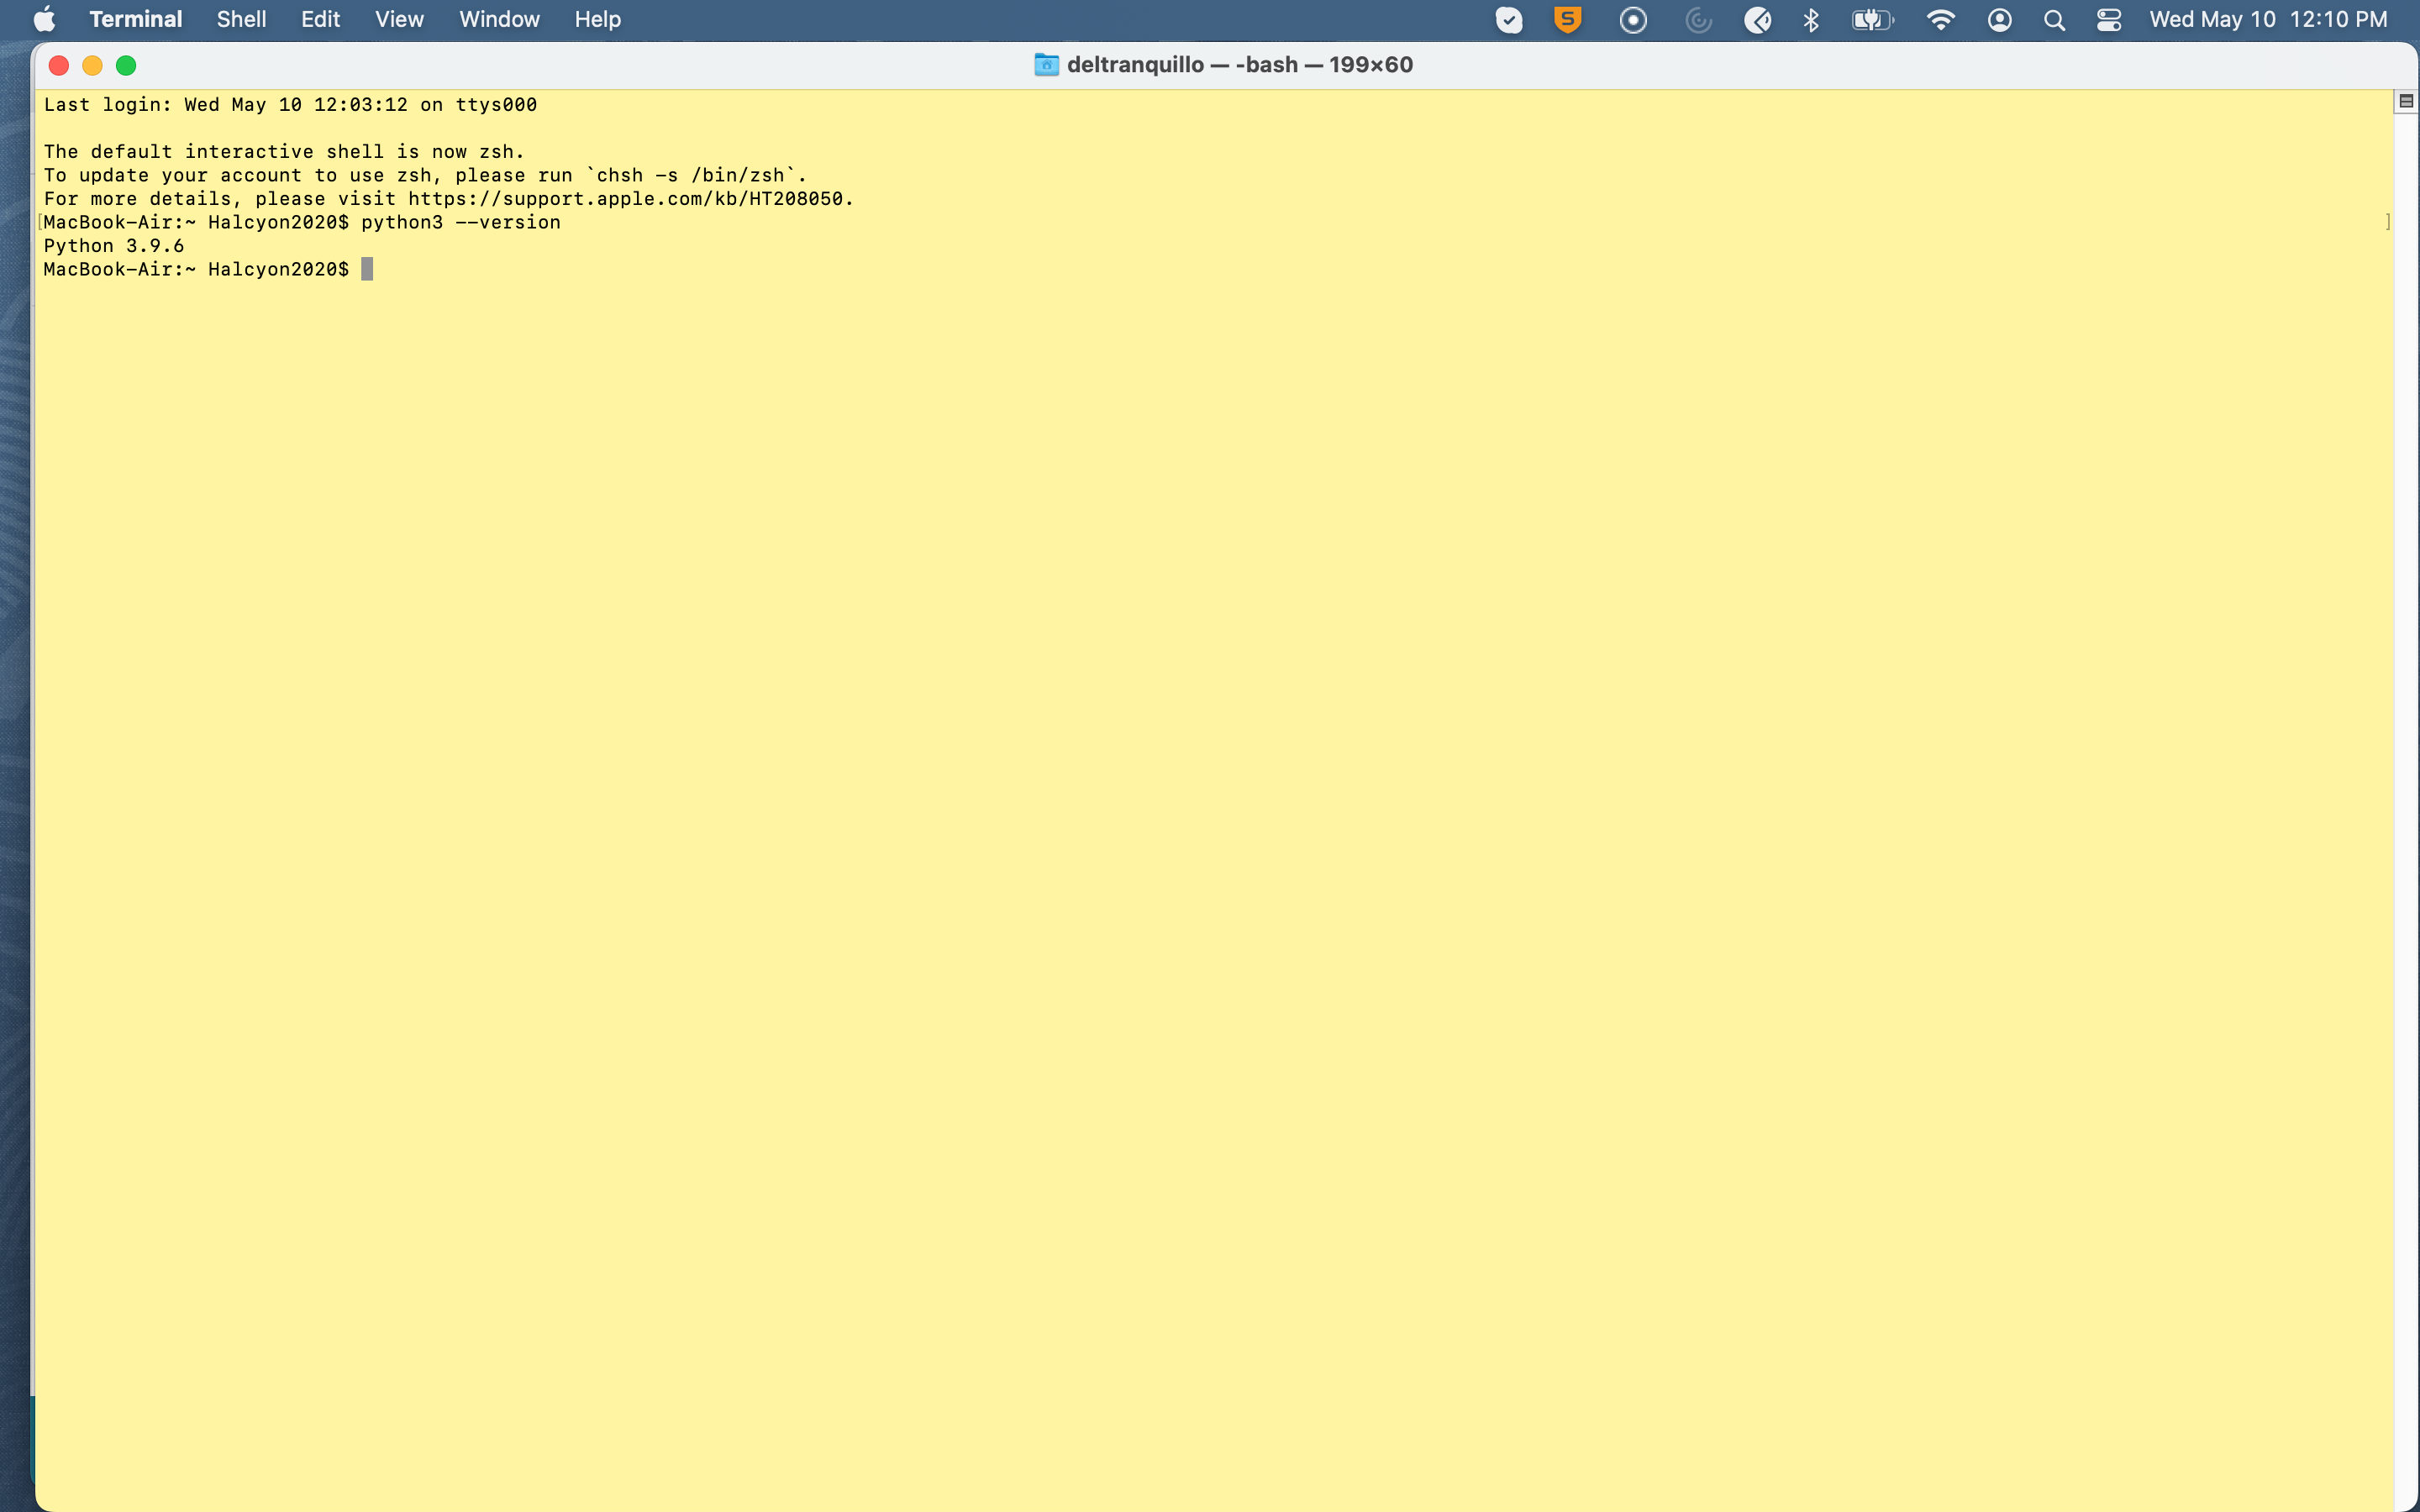 Terminal Shell Edit View Window Help S Wed May 10 12:10 PM
deltranquillo — -bash — 199×60
Last login: Wed May 10 12:03:12 on ttys000
The default interactive shell is now zsh.
To update your account to use zsh, please run `chsh -s /bin/zsh`.
For more details, please visit https://support.apple.com/kb/HT208050.
[MacBook-Air:~ Halcyon2020$ python3 --version ]
Python 3.9.6
MacBook-Air:~ Halcyon2020$